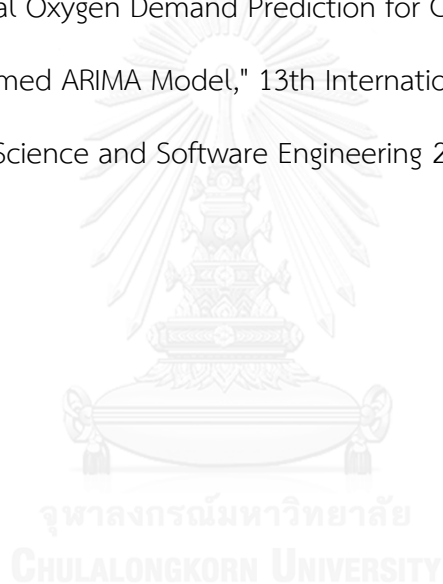 al Oxygen Demand Prediction for
med ARIMA Model," 13th Internatio
Science and Software Engineering 2
จุฬาลงกรณ์มหาวิทยาลัย
CHULALONGKORN UNIVERSITY